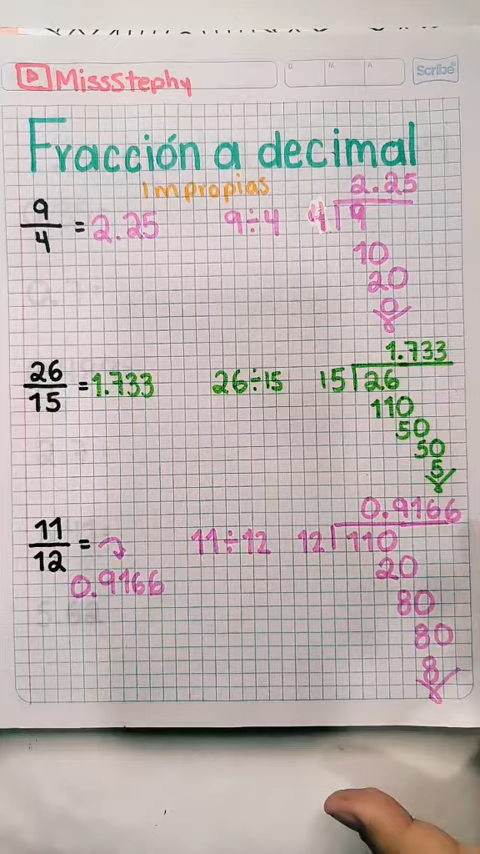 MissStephy
D N A
Scribe
Fracción a decimal
Impropias
9/4 = 2.25 9÷4 4 9 2.25
10
20
0
26/15 = 1.733 26÷15 15 26 1.733
110
50
50
5
11/12 = 0.9166 11÷12 12 110 0.9166
20
80
80
8